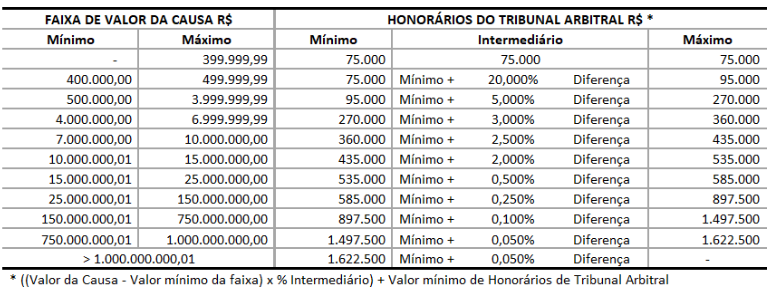 FAIXA DE VALOR DA CAUSA R$ HONORÁRIOS DO TRIBUNAL ARBITRAL R$ *
Mínimo Máximo Mínimo Intermediário Máximo
- 399.999,99 75.000 75.000 75.000
400.000,00 499.999,99 75.000 Mínimo + 20,000% Diferença 95.000
500.000,00 3.999.999,99 95.000 Mínimo + 5,000% Diferença 270.000
4.000.000,00 6.999.999,99 270.000 Mínimo + 3,000% Diferença 360.000
7.000.000,00 10.000.000,00 360.000 Mínimo + 2,500% Diferença 435.000
10.000.000,01 15.000.000,00 435.000 Mínimo + 2,000% Diferença 535.000
15.000.000,01 25.000.000,00 535.000 Mínimo + 0,500% Diferença 585.000
25.000.000,01 150.000.000,00 585.000 Mínimo + 0,250% Diferença 897.500
150.000.000,01 750.000.000,00 897.500 Mínimo + 0,100% Diferença 1.497.500
750.000.000,01 1.000.000.000,00 1.497.500 Mínimo + 0,050% Diferença 1.622.500
> 1.000.000.000,01 1.622.500 Mínimo + 0,050% Diferença -
* ((Valor da Causa - Valor mínimo da faixa) x % Intermediário) + Valor mínimo de Honorários de Tribunal Arbitral